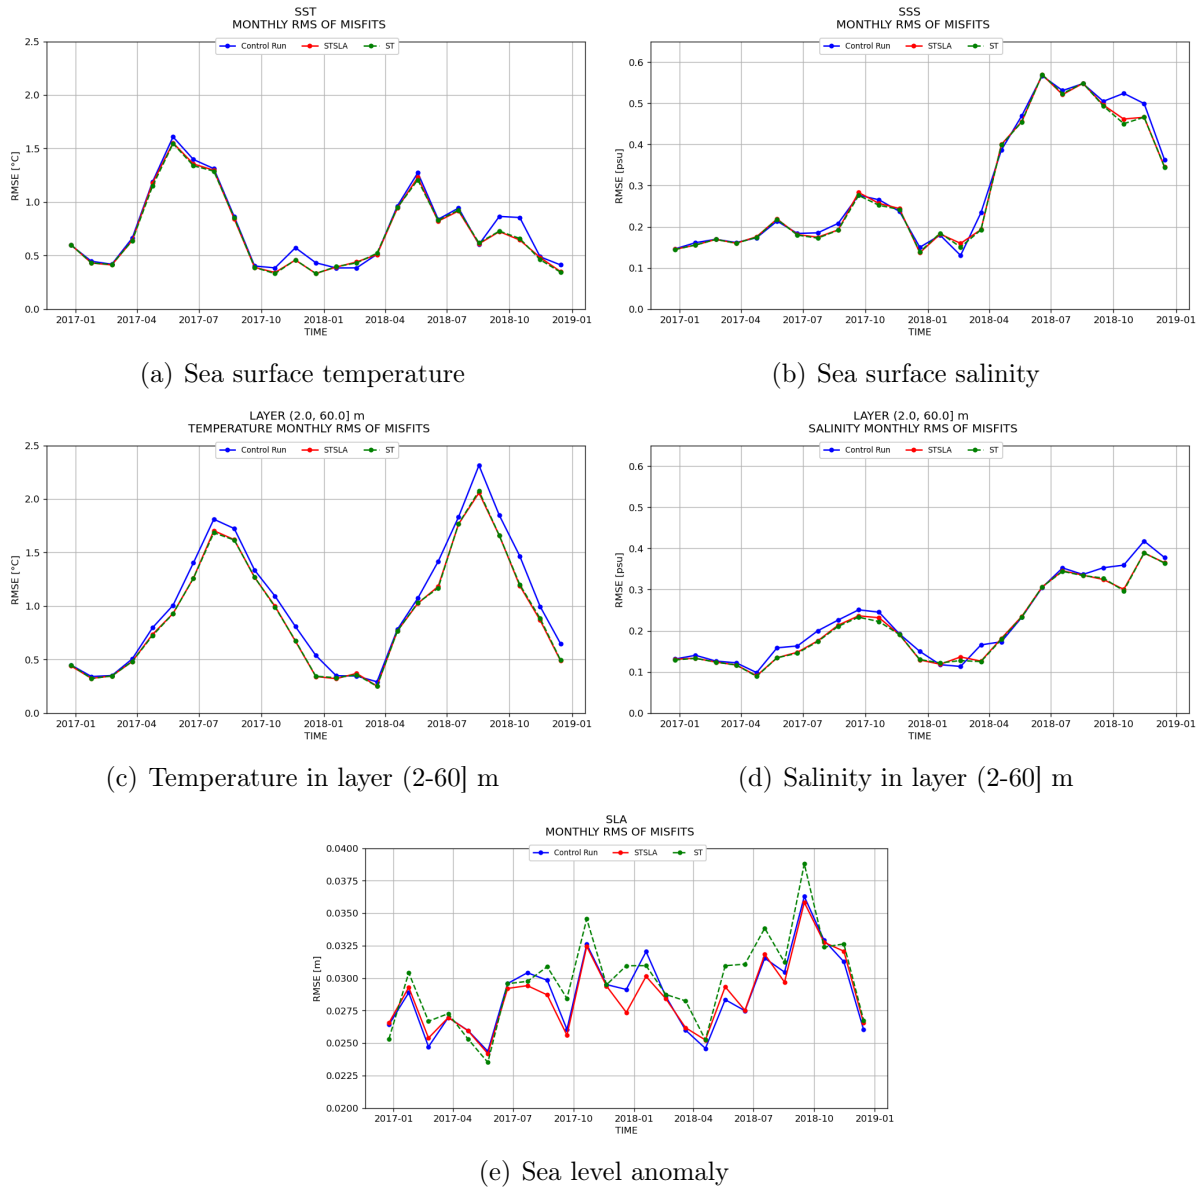 SST
MONTHLY RMS OF MISFITS
Control Run STSLA ST
2.5
2.0
1.5
1.0
0.5
0.0
RMSE [°C]
2017-01 2017-04 2017-07 2017-10 2018-01 2018-04 2018-07 2018-10 2019-01
TIME
(a) Sea surface temperature
SSS
MONTHLY RMS OF MISFITS
Control Run STSLA ST
0.6
0.5
0.4
0.3
0.2
0.1
0.0
RMSE [psu]
2017-01 2017-04 2017-07 2017-10 2018-01 2018-04 2018-07 2018-10 2019-01
TIME
(b) Sea surface salinity
LAYER (2.0, 60.0] m
TEMPERATURE MONTHLY RMS OF MISFITS
Control Run STSLA ST
2.5
2.0
1.5
1.0
0.5
0.0
RMSE [°C]
2017-01 2017-04 2017-07 2017-10 2018-01 2018-04 2018-07 2018-10 2019-01
TIME
(c) Temperature in layer (2-60] m
LAYER (2.0, 60.0] m
SALINITY MONTHLY RMS OF MISFITS
Control Run STSLA ST
0.6
0.5
0.4
0.3
0.2
0.1
0.0
RMSE [psu]
2017-01 2017-04 2017-07 2017-10 2018-01 2018-04 2018-07 2018-10 2019-01
TIME
(d) Salinity in layer (2-60] m
SLA
MONTHLY RMS OF MISFITS
Control Run STSLA ST
0.0400
0.0375
0.0350
0.0325
0.0300
0.0275
0.0250
0.0225
0.0200
RMSE [m]
2017-01 2017-04 2017-07 2017-10 2018-01 2018-04 2018-07 2018-10 2019-01
TIME
(e) Sea level anomaly